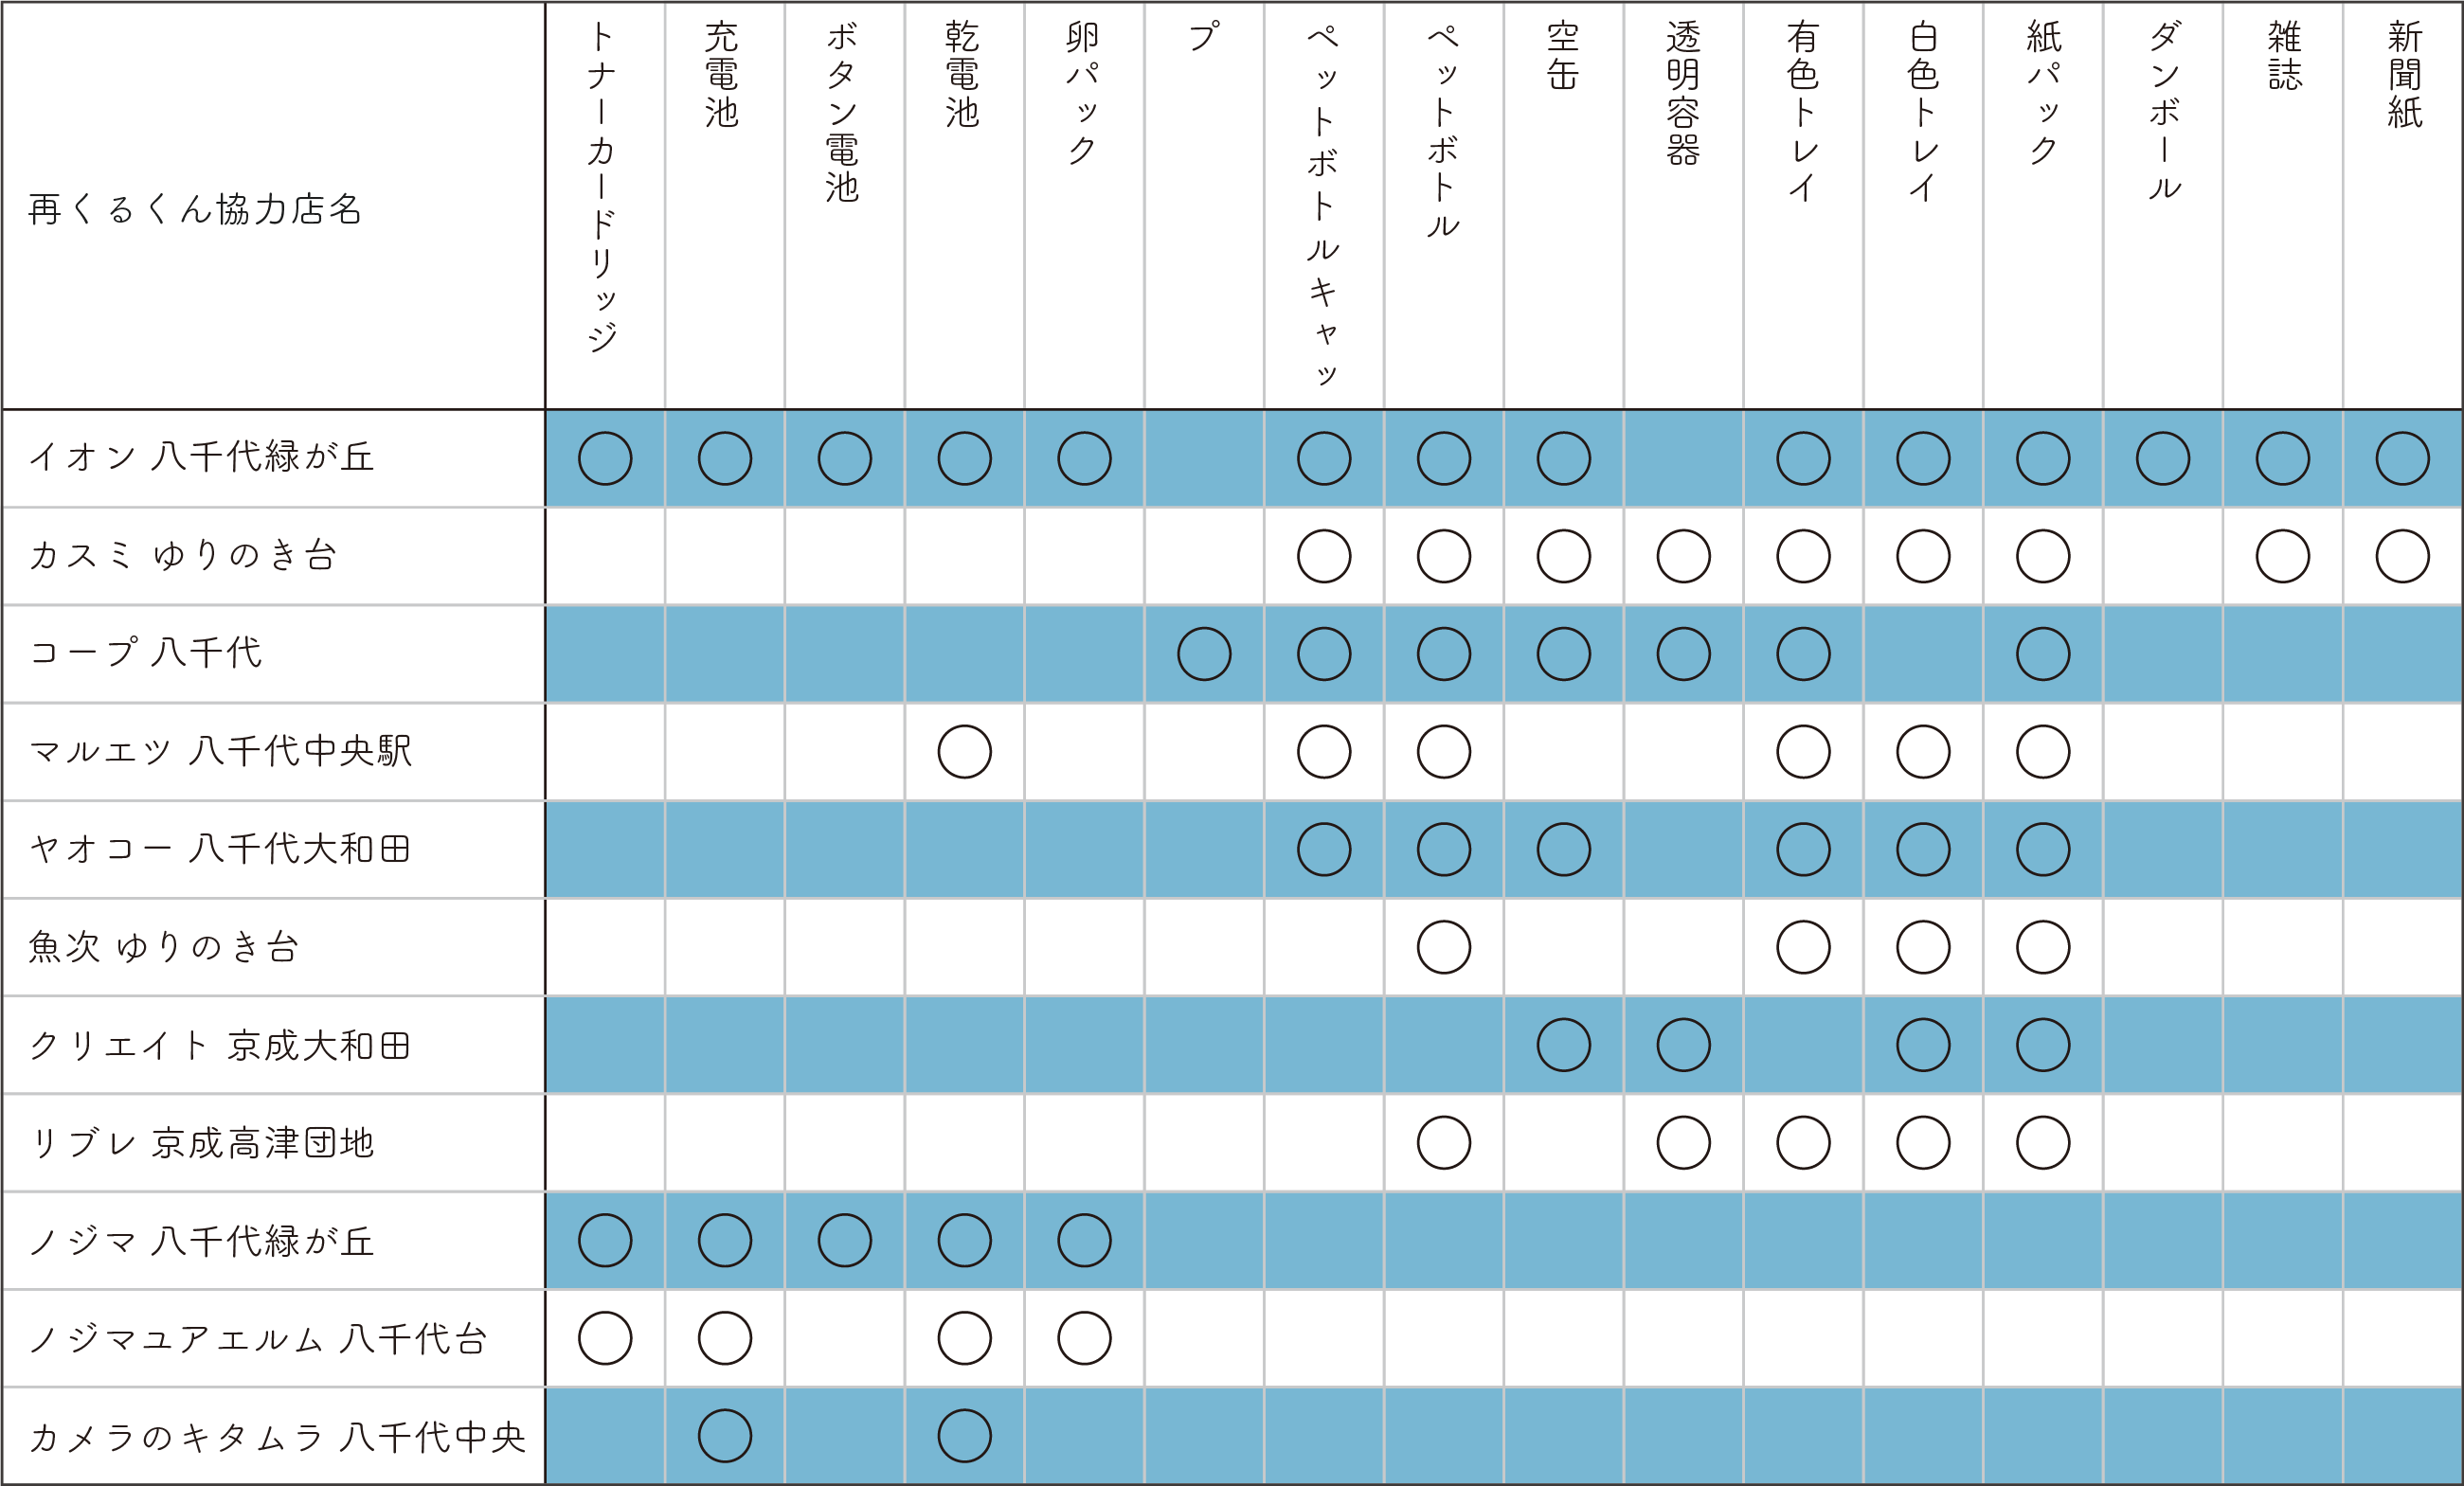 再くるくん協力店名
トナーカードリッジ
充電池
ボタン電池
乾電池
卵パック
プ
ペットボトルキャッ
ペットボトル
空缶
透明容器
有色トレイ
白色トレイ
紙パック
ダンボール
雑誌
新聞紙
イオン 八千代緑が丘 ○ ○ ○ ○ ○ ○ ○ ○ ○ ○ ○ ○ ○ ○
カスミ ゆりのき台 ○ ○ ○ ○ ○ ○ ○ ○ ○
コープ 八千代 ○ ○ ○ ○ ○ ○ ○
マルエツ 八千代中央駅 ○ ○ ○ ○ ○ ○
ヤオコー 八千代大和田 ○ ○ ○ ○ ○ ○
魚次 ゆりのき台 ○ ○ ○ ○
クリエイト 京成大和田 ○ ○ ○ ○
リブレ 京成高津団地 ○ ○ ○ ○ ○
ノジマ 八千代緑が丘 ○ ○ ○ ○ ○
ノジマュアエルム 八千代台 ○ ○ ○ ○
カメラのキタムラ 八千代中央 ○ ○